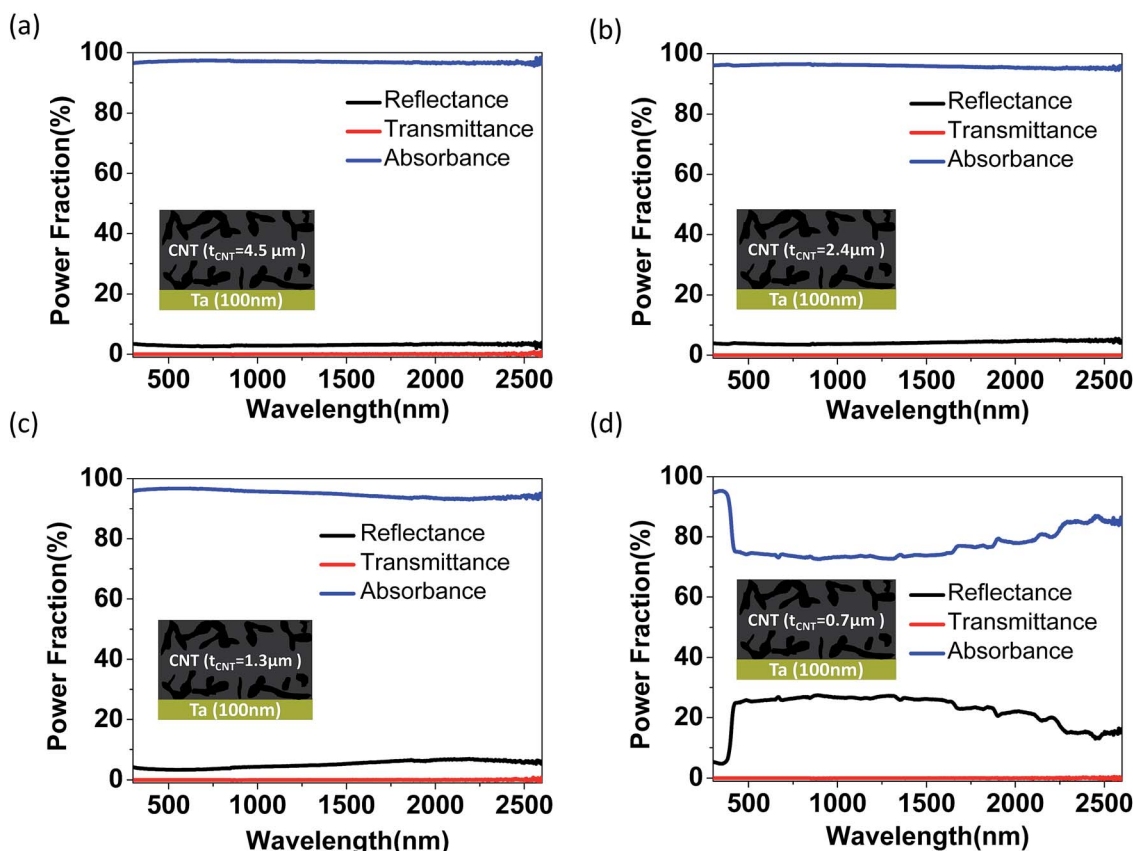 (a)
100
80
60
40
20
0
Power Fraction(%)
Reflectance
Transmittance
Absorbance
CNT (tCNT=4.5 μm )
Ta (100nm)
500 1000 1500 2000 2500
Wavelength(nm)
(b)
100
80
60
40
20
0
Power Fraction(%)
Reflectance
Transmittance
Absorbance
CNT (tCNT=2.4μm )
Ta (100nm)
500 1000 1500 2000 2500
Wavelength(nm)
(c)
100
80
60
40
20
0
Power Fraction(%)
Reflectance
Transmittance
Absorbance
CNT (tCNT=1.3μm )
Ta (100nm)
500 1000 1500 2000 2500
Wavelength(nm)
(d)
100
80
60
40
20
0
Power Fraction(%)
CNT (tCNT=0.7μm )
Ta (100nm)
Reflectance
Transmittance
Absorbance
500 1000 1500 2000 2500
Wavelength(nm)